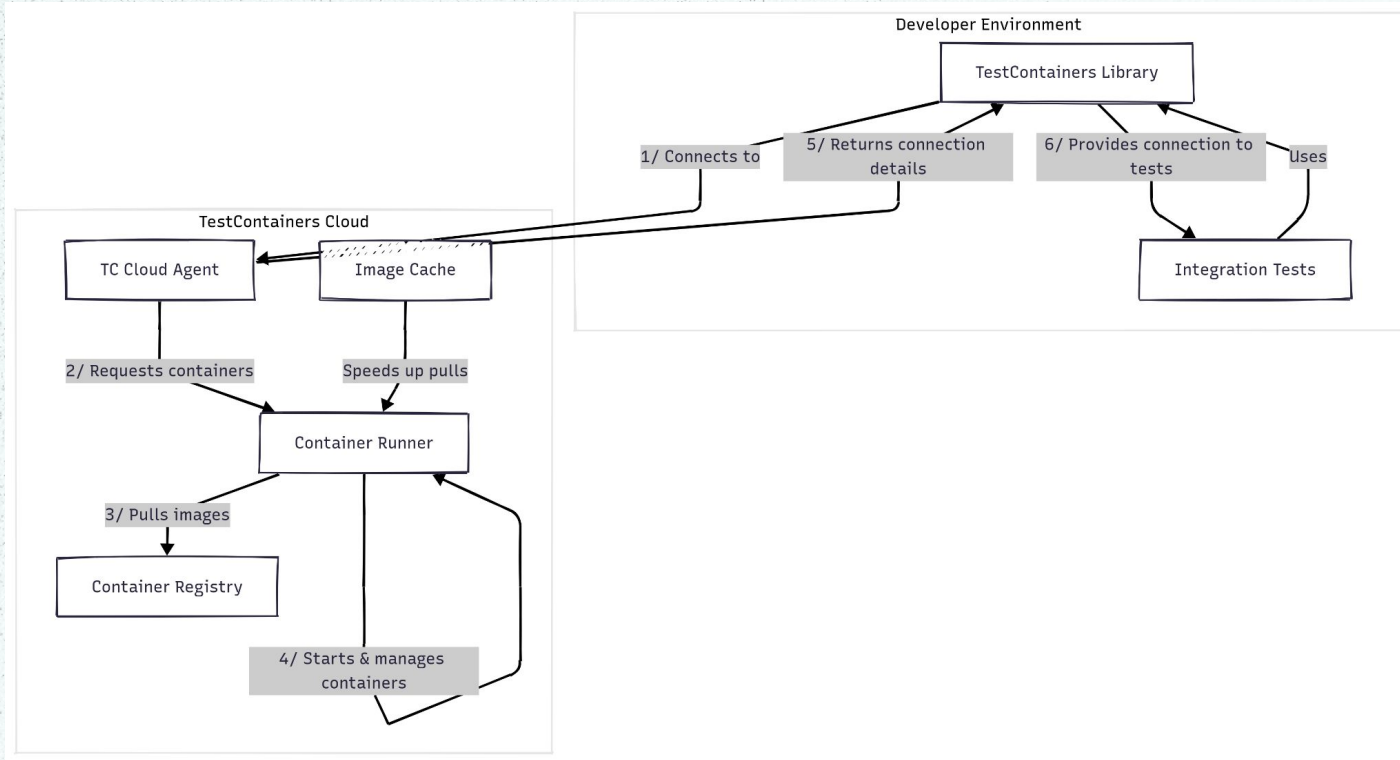 Developer Environment
TestContainers Library
1/ Connects to
5/ Returns connection
details
6/ Provides connection to
tests
Uses
Integration Tests
TestContainers Cloud
TC Cloud Agent
Image Cache
2/ Requests containers
Speeds up pulls
Container Runner
3/ Pulls images
Container Registry
4/ Starts & manages
containers